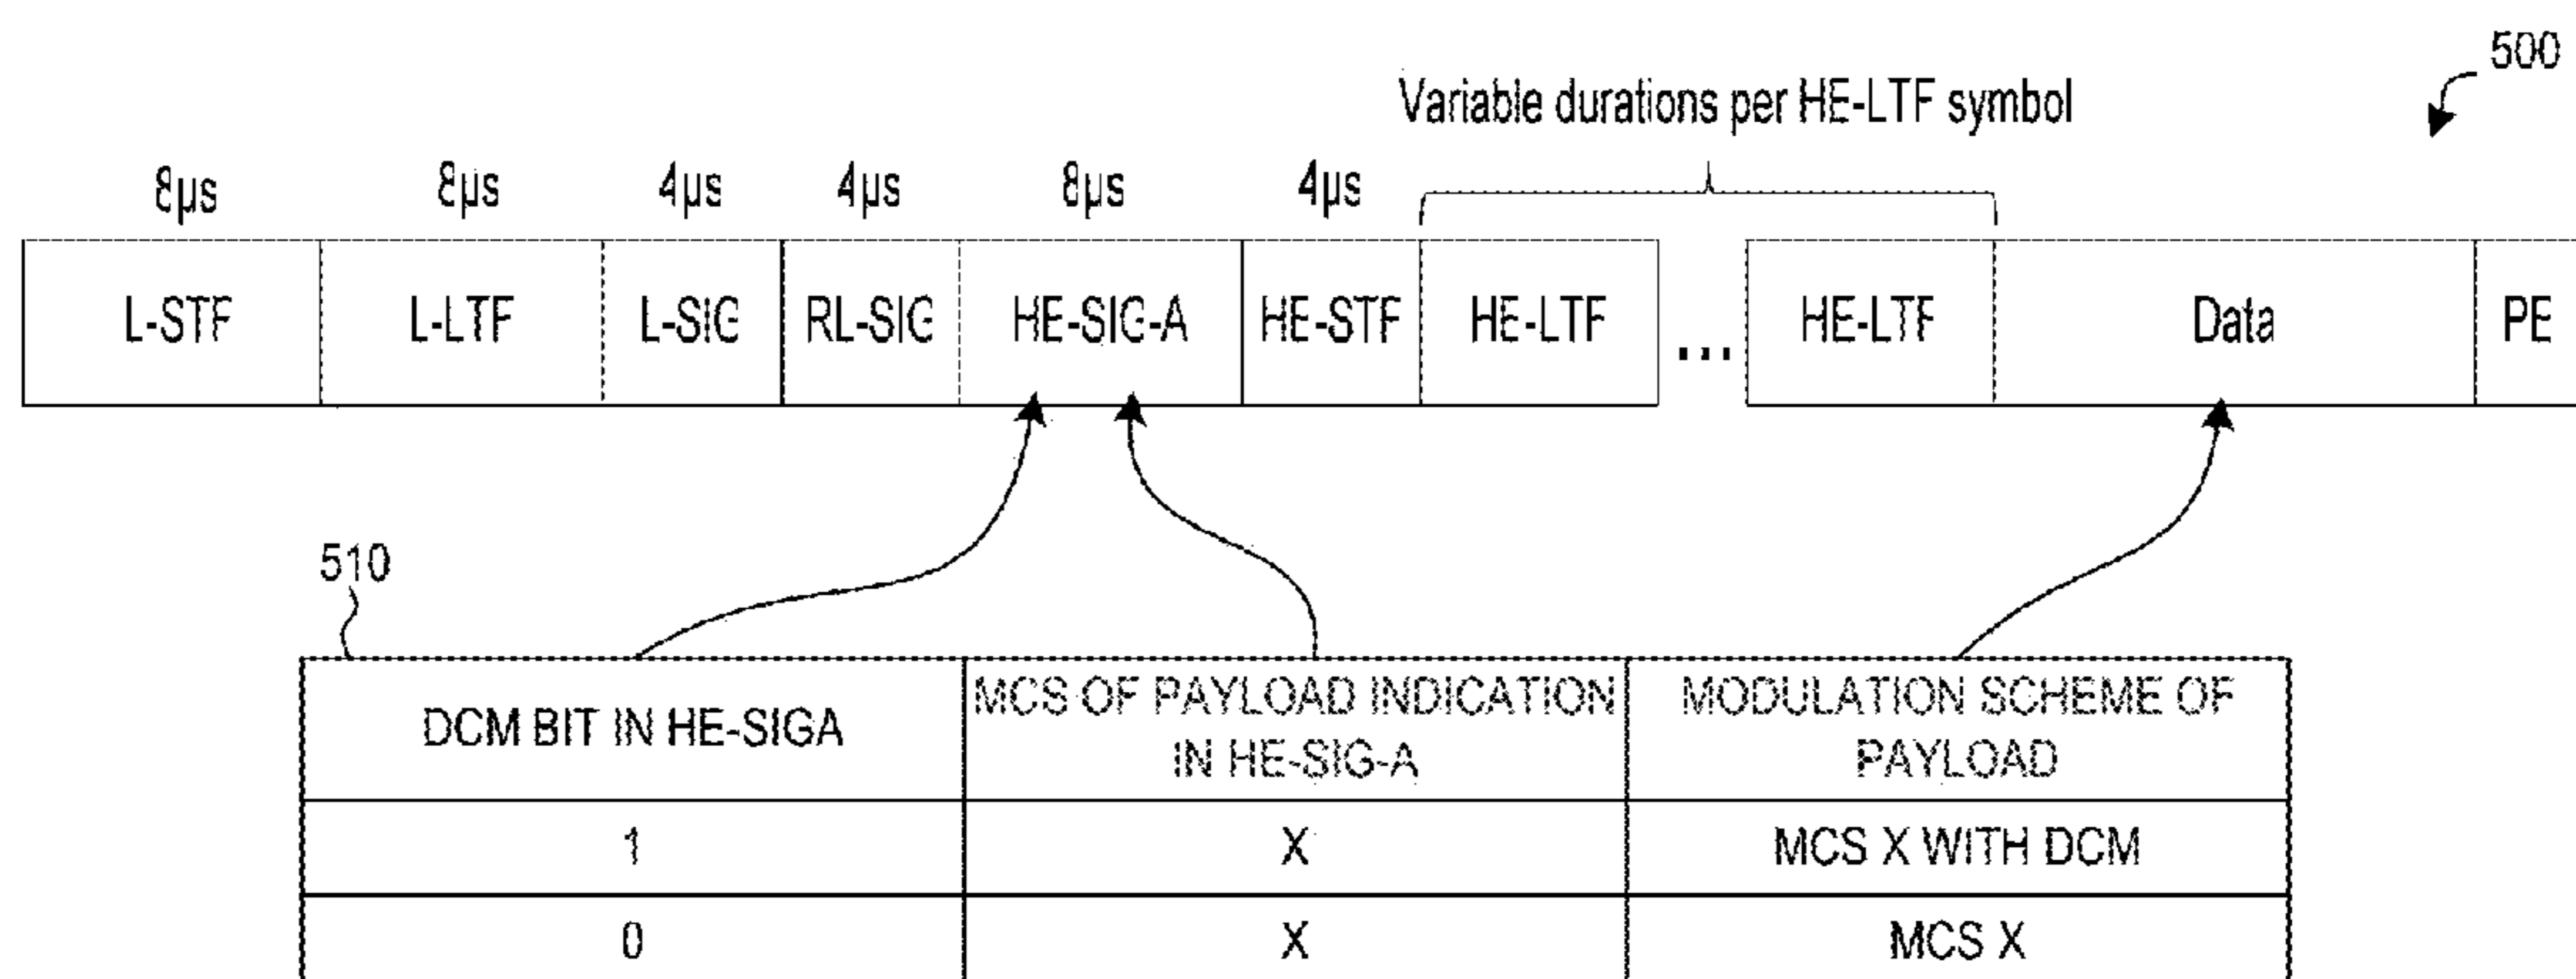 500
Variable durations per HE-LTF symbol
8µs 8µs 4µs 4µs 8µs 4µs
L-STF L-LTF L-SIG RL-SIG HE-SIG-A HE-STF HE-LTF ... HE-LTF Data PE
510
DCM BIT IN HE-SIGA
MCS OF PAYLOAD INDICATION
IN HE-SIG-A
MODULATION SCHEME OF
PAYLOAD
1 X MCS X WITH DCM
0 X MCS X